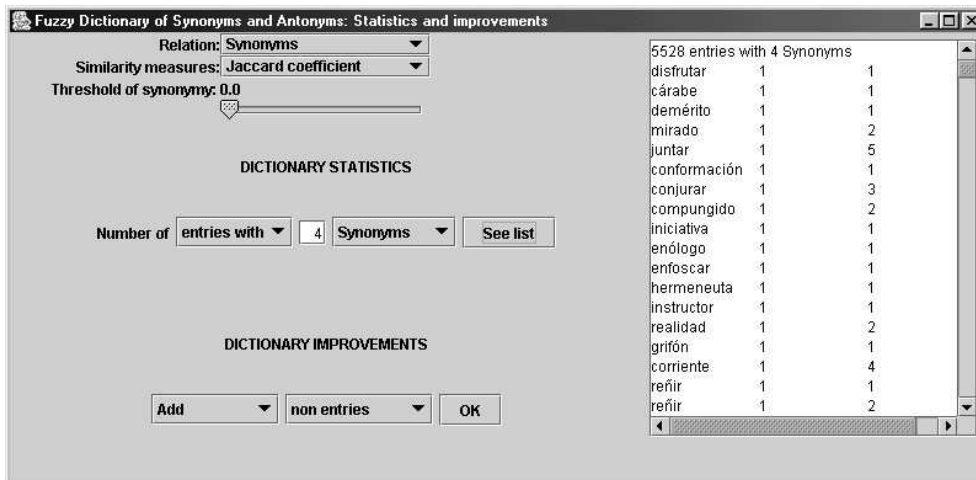 Fuzzy Dictionary of Synonyms and Antonyms: Statistics and improvements
Relation: Synonyms
Similarity measures: Jaccard coefficient
Threshold of synonymy: 0.0
DICTIONARY STATISTICS
Number of entries with 4 Synonyms See list
DICTIONARY IMPROVEMENTS
Add non entries OK
5528 entries with 4 Synonyms
disfrutar 1 1
cárabe 1 1
demérito 1 1
mirado 1 2
juntar 1 5
conformación 1 1
conjurar 1 3
compungido 1 2
iniciativa 1 1
enólogo 1 1
enfoscar 1 1
hermeneuta 1 1
instructor 1 1
realidad 1 2
grifón 1 1
corriente 1 4
reñir 1 1
reñir 1 2